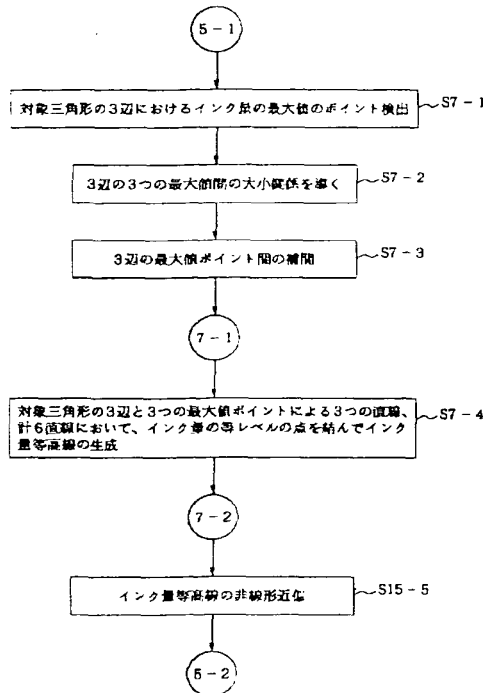 5-1
対象三角形の3辺におけるインク量の最大値のポイント検出
S7-1
3辺の3つの最大値間の大小関係を導く
S7-2
3辺の最大値ポイント間の補間
S7-3
7-1
対象三角形の3辺と3つの最大値ポイントによる3つの直線、
計6直線において、インク量の等レベルの点を結んでインク
量等高線の生成
S7-4
7-2
インク量等高線の非線形近似
S15-5
5-2